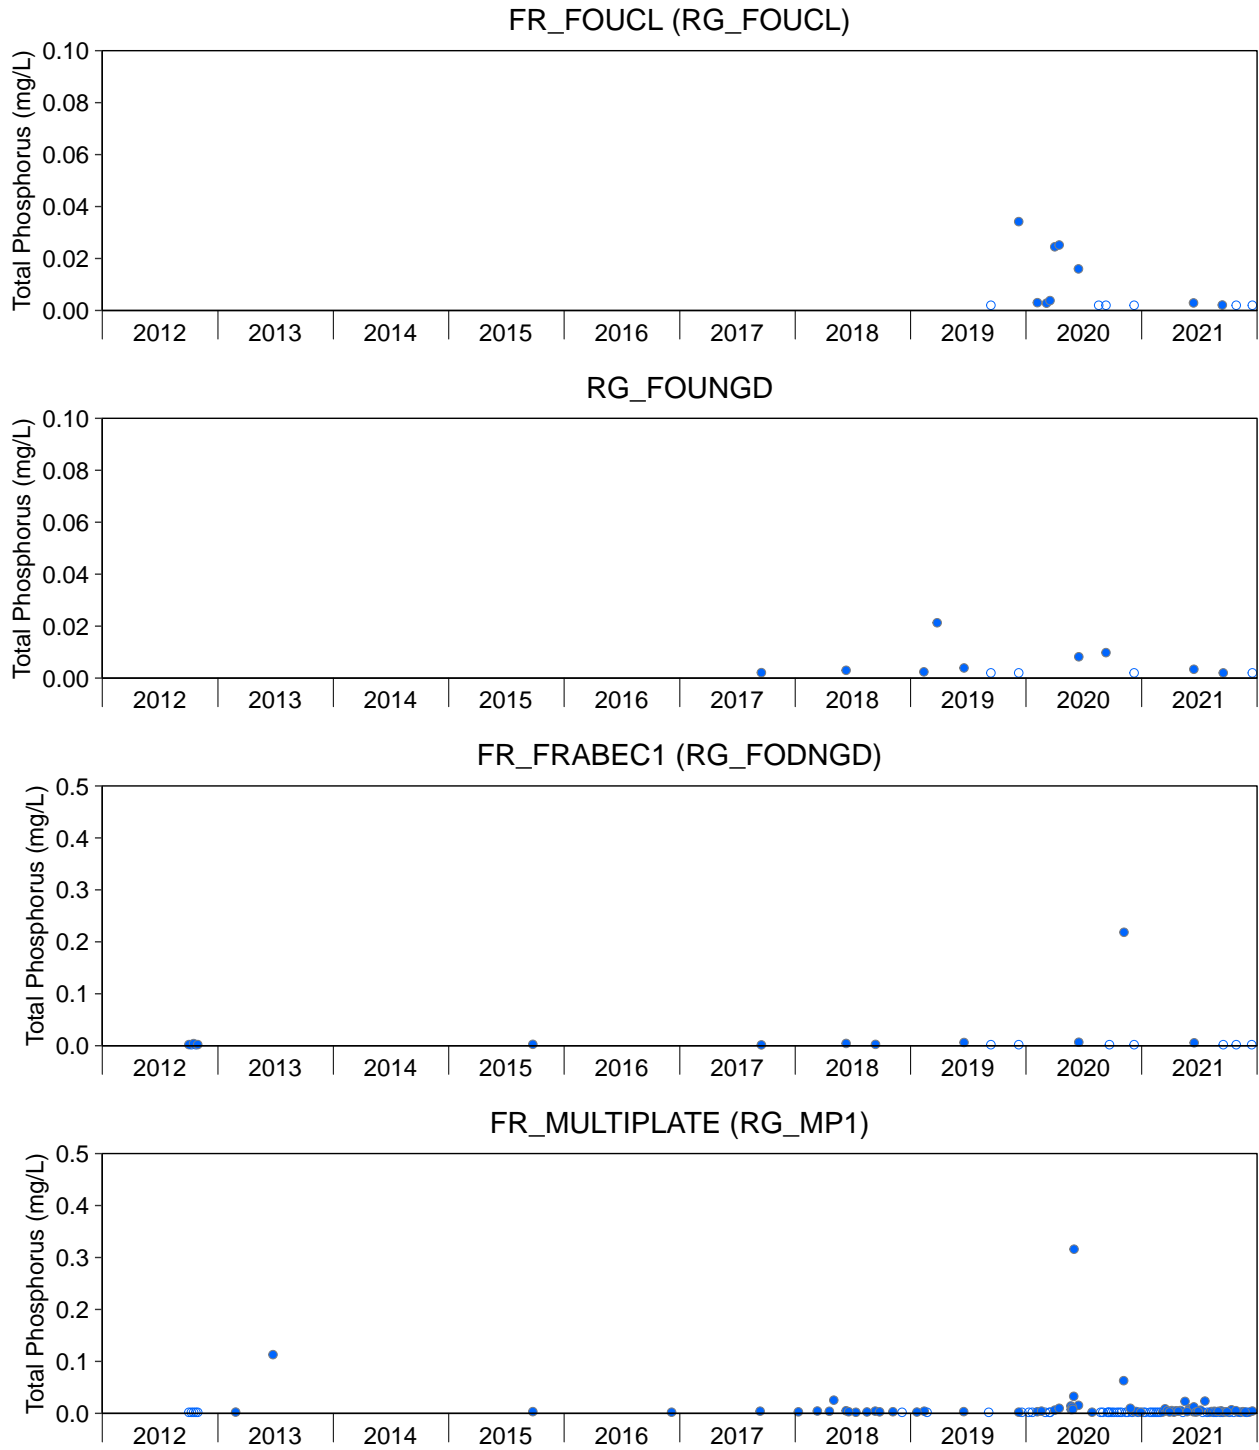 FR_FOUCL (RG_FOUCL)
Total Phosphorus (mg/L)
0.10
0.08
0.06
0.04
0.02
0.00
2012 2013 2014 2015 2016 2017 2018 2019 2020 2021
RG_FOUNGD
Total Phosphorus (mg/L)
0.10
0.08
0.06
0.04
0.02
0.00
2012 2013 2014 2015 2016 2017 2018 2019 2020 2021
FR_FRABEC1 (RG_FODNGD)
Total Phosphorus (mg/L)
0.5
0.4
0.3
0.2
0.1
0.0
2012 2013 2014 2015 2016 2017 2018 2019 2020 2021
FR_MULTIPLATE (RG_MP1)
Total Phosphorus (mg/L)
0.5
0.4
0.3
0.2
0.1
0.0
2012 2013 2014 2015 2016 2017 2018 2019 2020 2021